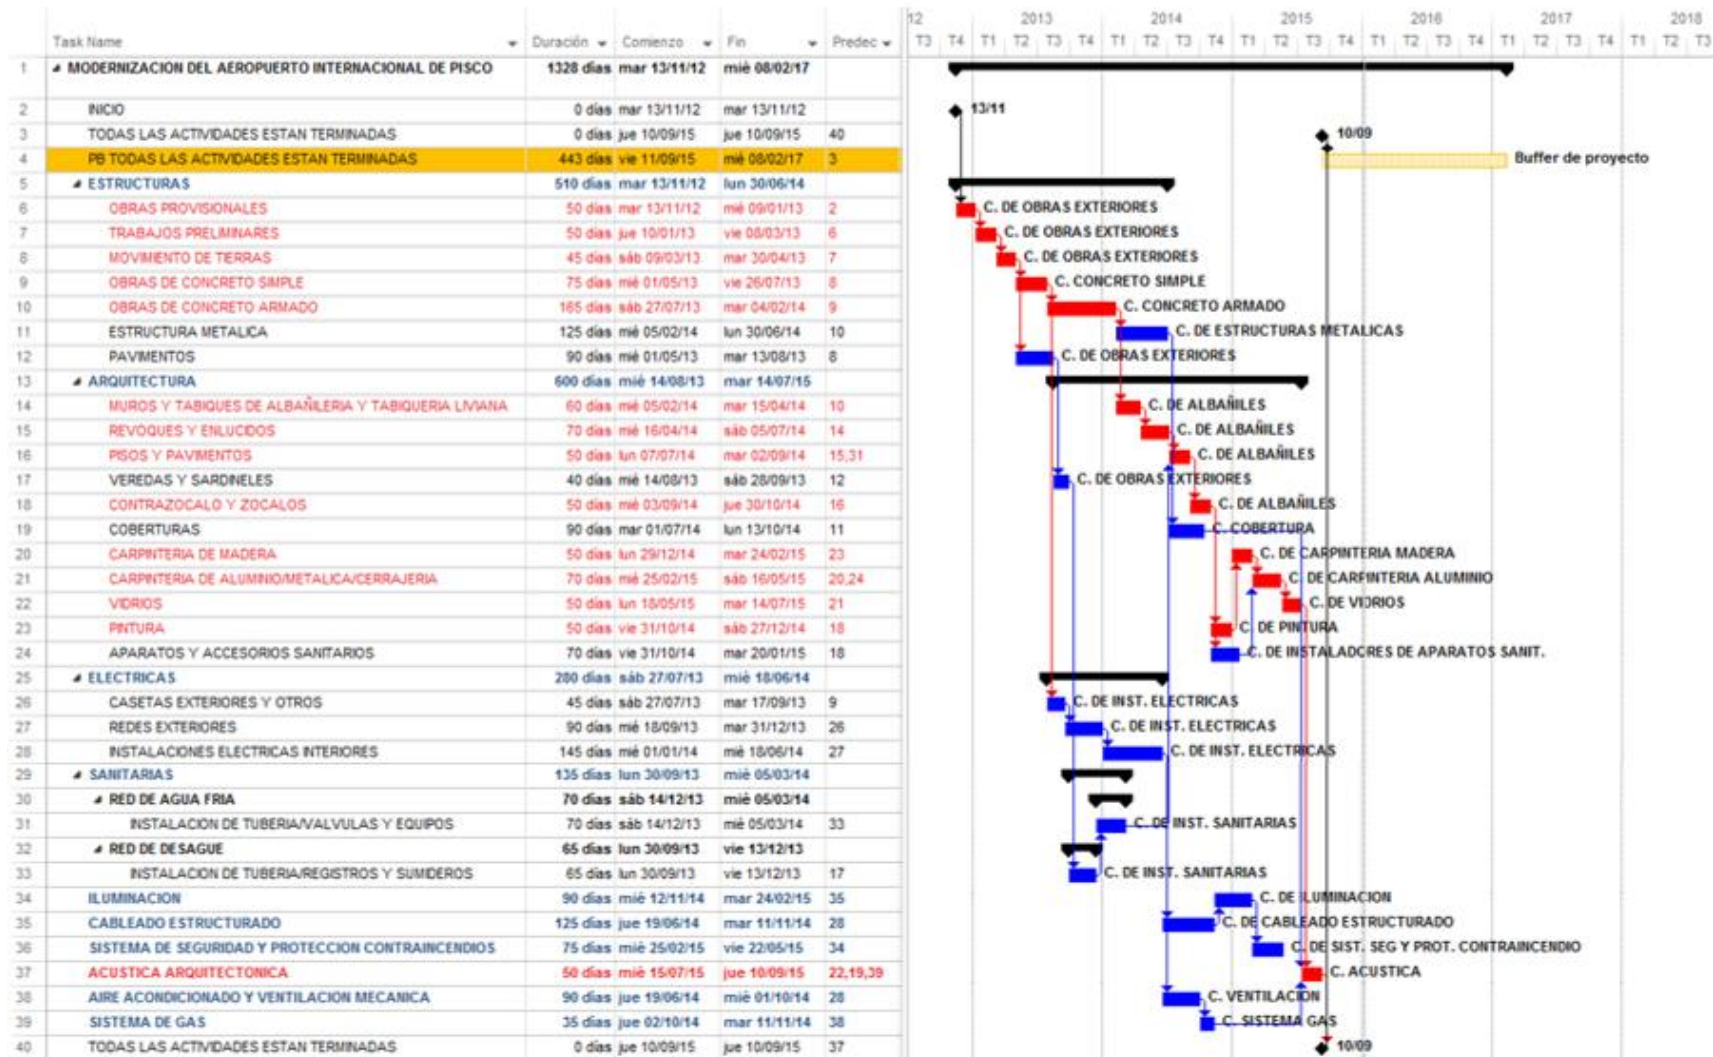 12 2013 2014 2015 2016 2017 2018
Task Name Duración Comienzo Fin Predec T3 T4 T1 T2 T3 T4 T1 T2 T3 T4 T1 T2 T3 T4 T1 T2 T3 T4 T1 T2 T3 T4 T1 T2 T3
1 MODERNIZACION DEL AEROPUERTO INTERNACIONAL DE PISCO 1328 días mar 13/11/12 mié 08/02/17
2 INICIO 0 días mar 13/11/12 mar 13/11/12 13/11
3 TODAS LAS ACTIVIDADES ESTAN TERMINADAS 0 días jue 10/09/15 jue 10/09/15 40 10/09
4 PB TODAS LAS ACTIVIDADES ESTAN TERMINADAS 443 días vie 11/09/15 mié 08/02/17 3 Buffer de proyecto
5 ESTRUCTURAS 510 días mar 13/11/12 lun 30/06/14
6 OBRAS PROVISIONALES 50 días mar 13/11/12 mié 09/01/13 2 C. DE OBRAS EXTERIORES
7 TRABAJOS PRELIMINARES 50 días jue 10/01/13 vie 08/03/13 6 C. DE OBRAS EXTERIORES
8 MOVIMIENTO DE TIERRAS 45 días sáb 09/03/13 mar 30/04/13 7 C. DE OBRAS EXTERIORES
9 OBRAS DE CONCRETO SIMPLE 75 días mié 01/05/13 vie 26/07/13 8 C. CONCRETO SIMPLE
10 OBRAS DE CONCRETO ARMADO 165 días sáb 27/07/13 mar 04/02/14 9 C. CONCRETO ARMADO
11 ESTRUCTURA METALICA 125 días mié 05/02/14 lun 30/06/14 10 C. DE ESTRUCTURAS METALICAS
12 PAVIMENTOS 90 días mié 01/05/13 mar 13/08/13 8 C. DE OBRAS EXTERIORES
13 ARQUITECTURA 600 días mié 14/08/13 mar 14/07/15
14 MUROS Y TABIQUES DE ALBAÑILERIA Y TABIQUERIA LIVIANA 60 días mié 05/02/14 mar 15/04/14 10 C. DE ALBAÑILES
15 REVOQUES Y ENLUCIDOS 70 días mié 16/04/14 sáb 05/07/14 14 C. DE ALBAÑILES
16 PISOS Y PAVIMENTOS 50 días lun 07/07/14 mar 02/09/14 15,31 C. DE ALBAÑILES
17 VEREDAS Y SARDINELES 40 días mié 14/08/13 sáb 28/09/13 12 C. DE OBRAS EXTERIORES
18 CONTRAZOCALO Y ZOCALOS 50 días mié 03/09/14 jue 30/10/14 16 C. DE ALBAÑILES
19 COBERTURAS 90 días mar 01/07/14 lun 13/10/14 11 C. COBERTURA
20 CARPINTERIA DE MADERA 50 días lun 29/12/14 mar 24/02/15 23 C. DE CARPINTERIA MADERA
21 CARPINTERIA DE ALUMINIO/METALICA/CERRAJERIA 70 días mié 25/02/15 sáb 16/05/15 20,24 C. DE CARPINTERIA ALUMINIO
22 VIDRIOS 50 días lun 18/05/15 mar 14/07/15 21 C. DE VIDRIOS
23 PINTURA 50 días vie 31/10/14 sáb 27/12/14 18 C. DE PINTURA
24 APARATOS Y ACCESORIOS SANITARIOS 70 días vie 31/10/14 mar 20/01/15 18 C. DE INSTALADORES DE APARATOS SANIT.
25 ELECTRICAS 280 días sáb 27/07/13 mié 18/06/14
26 CASETAS EXTERIORES Y OTROS 45 días sáb 27/07/13 mar 17/09/13 9 C. DE INST. ELECTRICAS
27 REDES EXTERIORES 90 días mié 18/09/13 mar 31/12/13 26 C. DE INST. ELECTRICAS
28 INSTALACIONES ELECTRICAS INTERIORES 145 días mié 01/01/14 mié 18/06/14 27 C. DE INST. ELECTRICAS
29 SANITARIAS 135 días lun 30/09/13 mié 05/03/14
30 RED DE AGUA FRIA 70 días sáb 14/12/13 mié 05/03/14
31 INSTALACION DE TUBERIA/VALVULAS Y EQUIPOS 70 días sáb 14/12/13 mié 05/03/14 33 C. DE INST. SANITARIAS
32 RED DE DESAGUE 65 días lun 30/09/13 vie 13/12/13
33 INSTALACION DE TUBERIA/REGISTROS Y SUMIDEROS 65 días lun 30/09/13 vie 13/12/13 17 C. DE INST. SANITARIAS
34 ILUMINACION 90 días mié 12/11/14 mar 24/02/15 35 C. DE ILUMINACION
35 CABLEADO ESTRUCTURADO 125 días jue 19/06/14 mar 11/11/14 28 C. DE CABLEADO ESTRUCTURADO
36 SISTEMA DE SEGURIDAD Y PROTECCION CONTRAINCENDIOS 75 días mié 25/02/15 vie 22/05/15 34 C. DE SIST. SEG Y PROT. CONTRAINCENDIO
37 ACUSTICA ARQUITECTONICA 50 días mié 15/07/15 jue 10/09/15 22,19,39 C. ACUSTICA
38 AIRE ACONDICIONADO Y VENTILACION MECANICA 90 días jue 19/06/14 mié 01/10/14 28 C. VENTILACION
39 SISTEMA DE GAS 35 días jue 02/10/14 mar 11/11/14 38 C. SISTEMA GAS
40 TODAS LAS ACTIVIDADES ESTAN TERMINADAS 0 días jue 10/09/15 jue 10/09/15 37 10/09